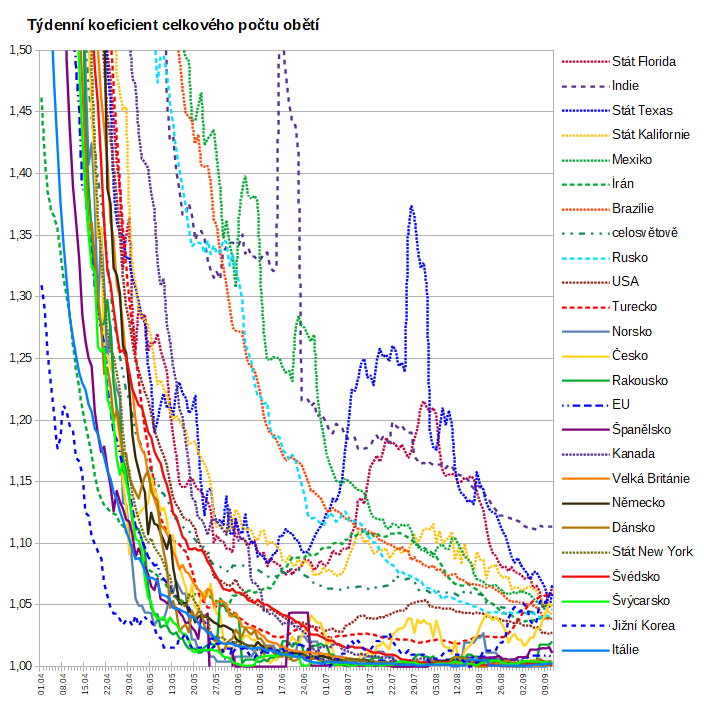 Týdenní koeficient celkového počtu obětí
1,50
1,45
1,40
1,35
1,30
1,25
1,20
1,15
1,10
1,05
1,00
01.04
08.04
15.04
22.04
29.04
06.05
13.05
20.05
27.05
03.06
10.06
17.06
24.06
01.07
08.07
15.07
22.07
29.07
05.08
12.08
19.08
26.08
02.09
09.09
Stát Florida
Indie
Stát Texas
Stát Kalifornie
Mexiko
Írán
Brazílie
celosvětově
Rusko
USA
Turecko
Norsko
Česko
Rakousko
EU
Španělsko
Kanada
Velká Británie
Německo
Dánsko
Stát New York
Švédsko
Švýcarsko
Jižní Korea
Itálie